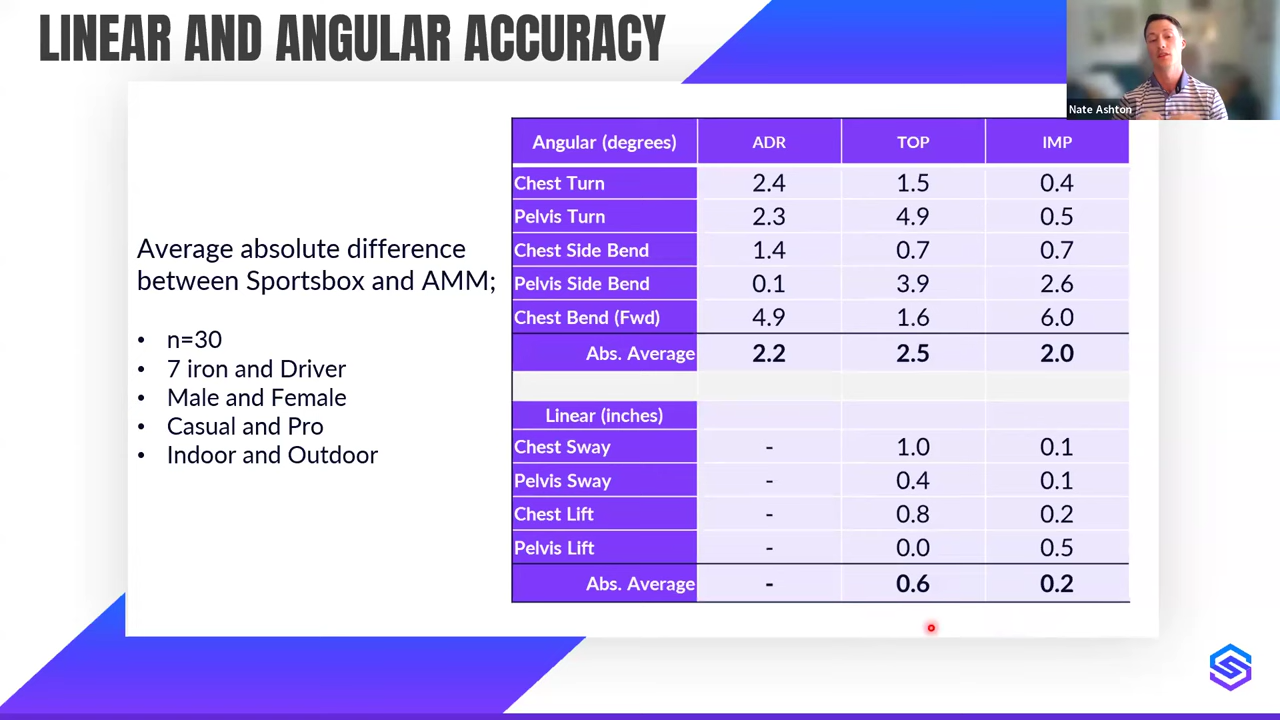 LINEAR AND ANGULAR ACCURACY
Nate Ashton
Average absolute difference
between Sportsbox and AMM;
• n=30
• 7 iron and Driver
• Male and Female
• Casual and Pro
• Indoor and Outdoor
Angular (degrees) ADR TOP IMP
Chest Turn 2.4 1.5 0.4
Pelvis Turn 2.3 4.9 0.5
Chest Side Bend 1.4 0.7 0.7
Pelvis Side Bend 0.1 3.9 2.6
Chest Bend (Fwd) 4.9 1.6 6.0
Abs. Average 2.2 2.5 2.0
Linear (inches)
Chest Sway - 1.0 0.1
Pelvis Sway - 0.4 0.1
Chest Lift - 0.8 0.2
Pelvis Lift - 0.0 0.5
Abs. Average - 0.6 0.2